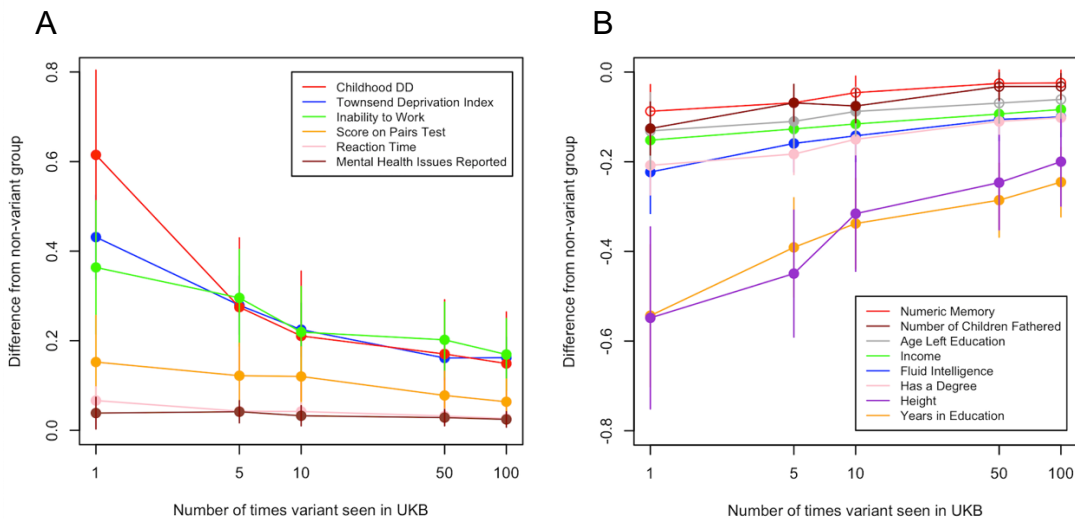 A
Difference from non-variant group
0.8
0.6
0.4
0.2
0.0
Childhood DD
Townsend Deprivation Index
Inability to Work
Score on Pairs Test
Reaction Time
Mental Health Issues Reported
1
5
10
50
100
Number of times variant seen in UKB
B
Difference from non-variant group
0.0
-0.2
-0.4
-0.6
-0.8
Numeric Memory
Number of Children Fathered
Age Left Education
Income
Fluid Intelligence
Has a Degree
Height
Years in Education
1
5
10
50
100
Number of times variant seen in UKB